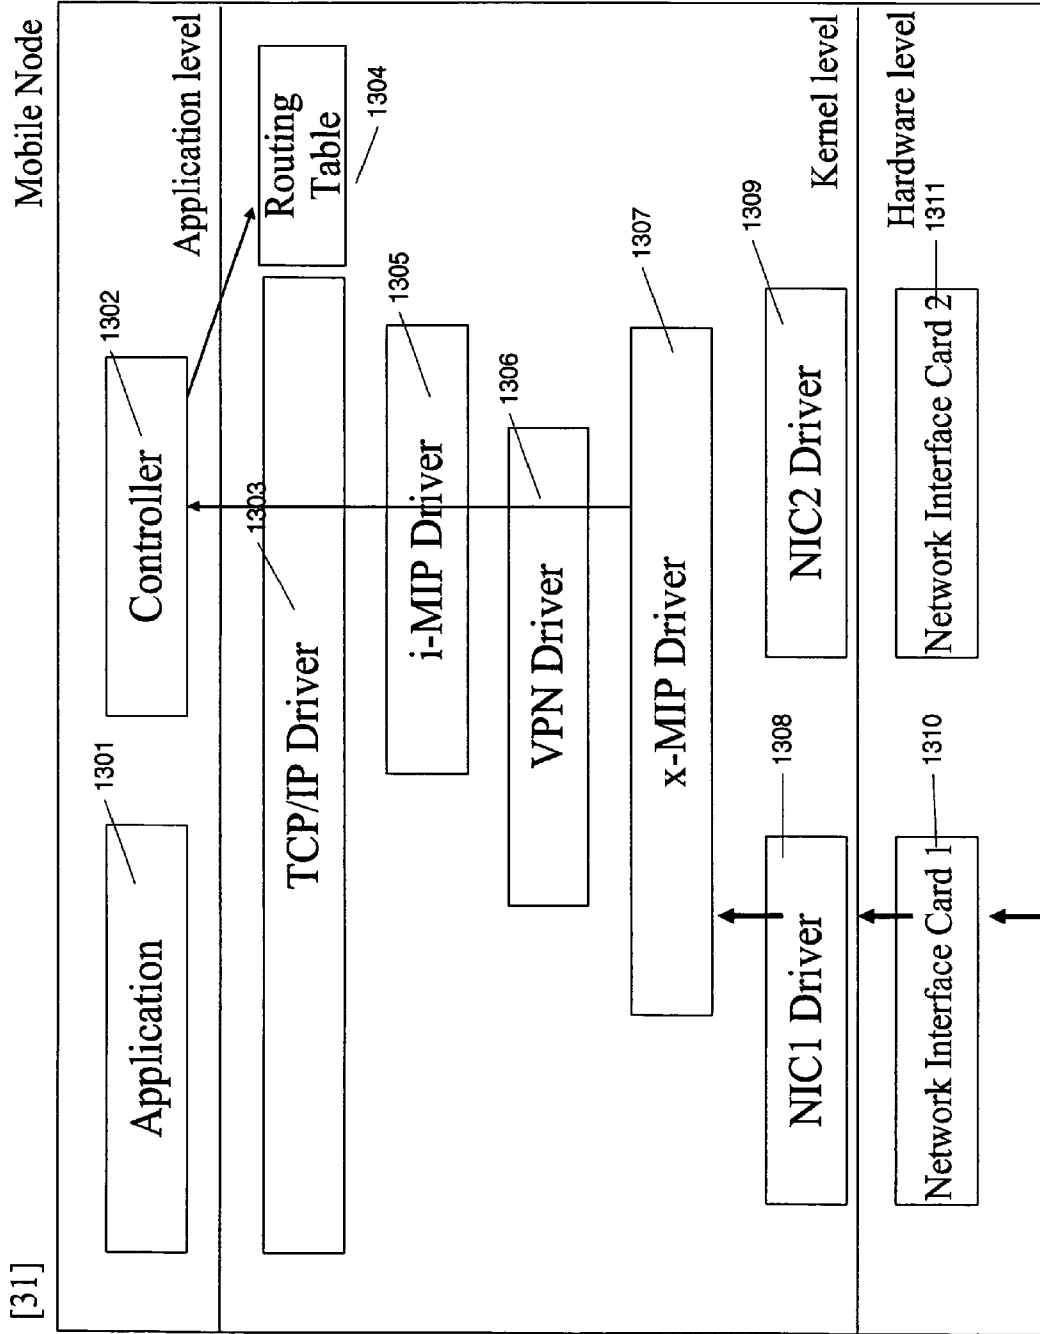 [31]
Mobile Node
Application level
1301
Application
1302
Controller
1303
TCP/IP Driver
Routing
Table
1304
1305
i-MIP Driver
1306
VPN Driver
1307
x-MIP Driver
1308
NIC1 Driver
1309
NIC2 Driver
Kernel level
Hardware level
1310
Network Interface Card 1
1311
Network Interface Card 2